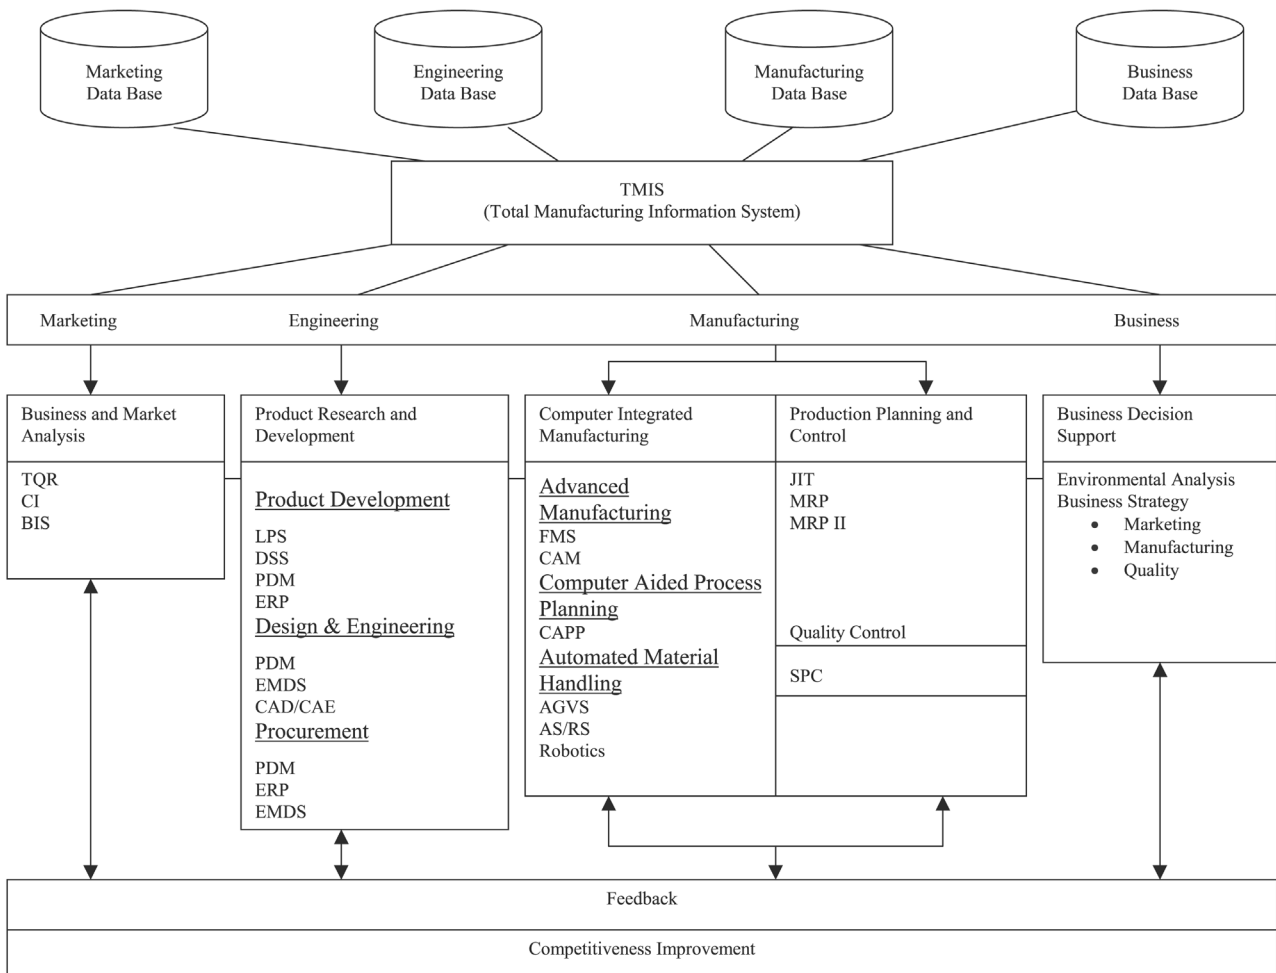 Marketing
Data Base
Engineering
Data Base
Manufacturing
Data Base
Business
Data Base
TMIS
(Total Manufacturing Information System)
Marketing
Engineering
Manufacturing
Business
Business and Market
Analysis
TQR
CI
BIS
Product Research and
Development
Product Development
LPS
DSS
PDM
ERP
Design & Engineering
PDM
EMDS
CAD/CAE
Procurement
PDM
ERP
EMDS
Computer Integrated
Manufacturing
Advanced
Manufacturing
FMS
CAM
Computer Aided Process
Planning
CAPP
Automated Material
Handling
AGVS
AS/RS
Robotics
Production Planning and
Control
JIT
MRP
MRP II
Quality Control
SPC
Business Decision
Support
Environmental Analysis
Business Strategy
• Marketing
• Manufacturing
• Quality
Feedback
Competitiveness Improvement